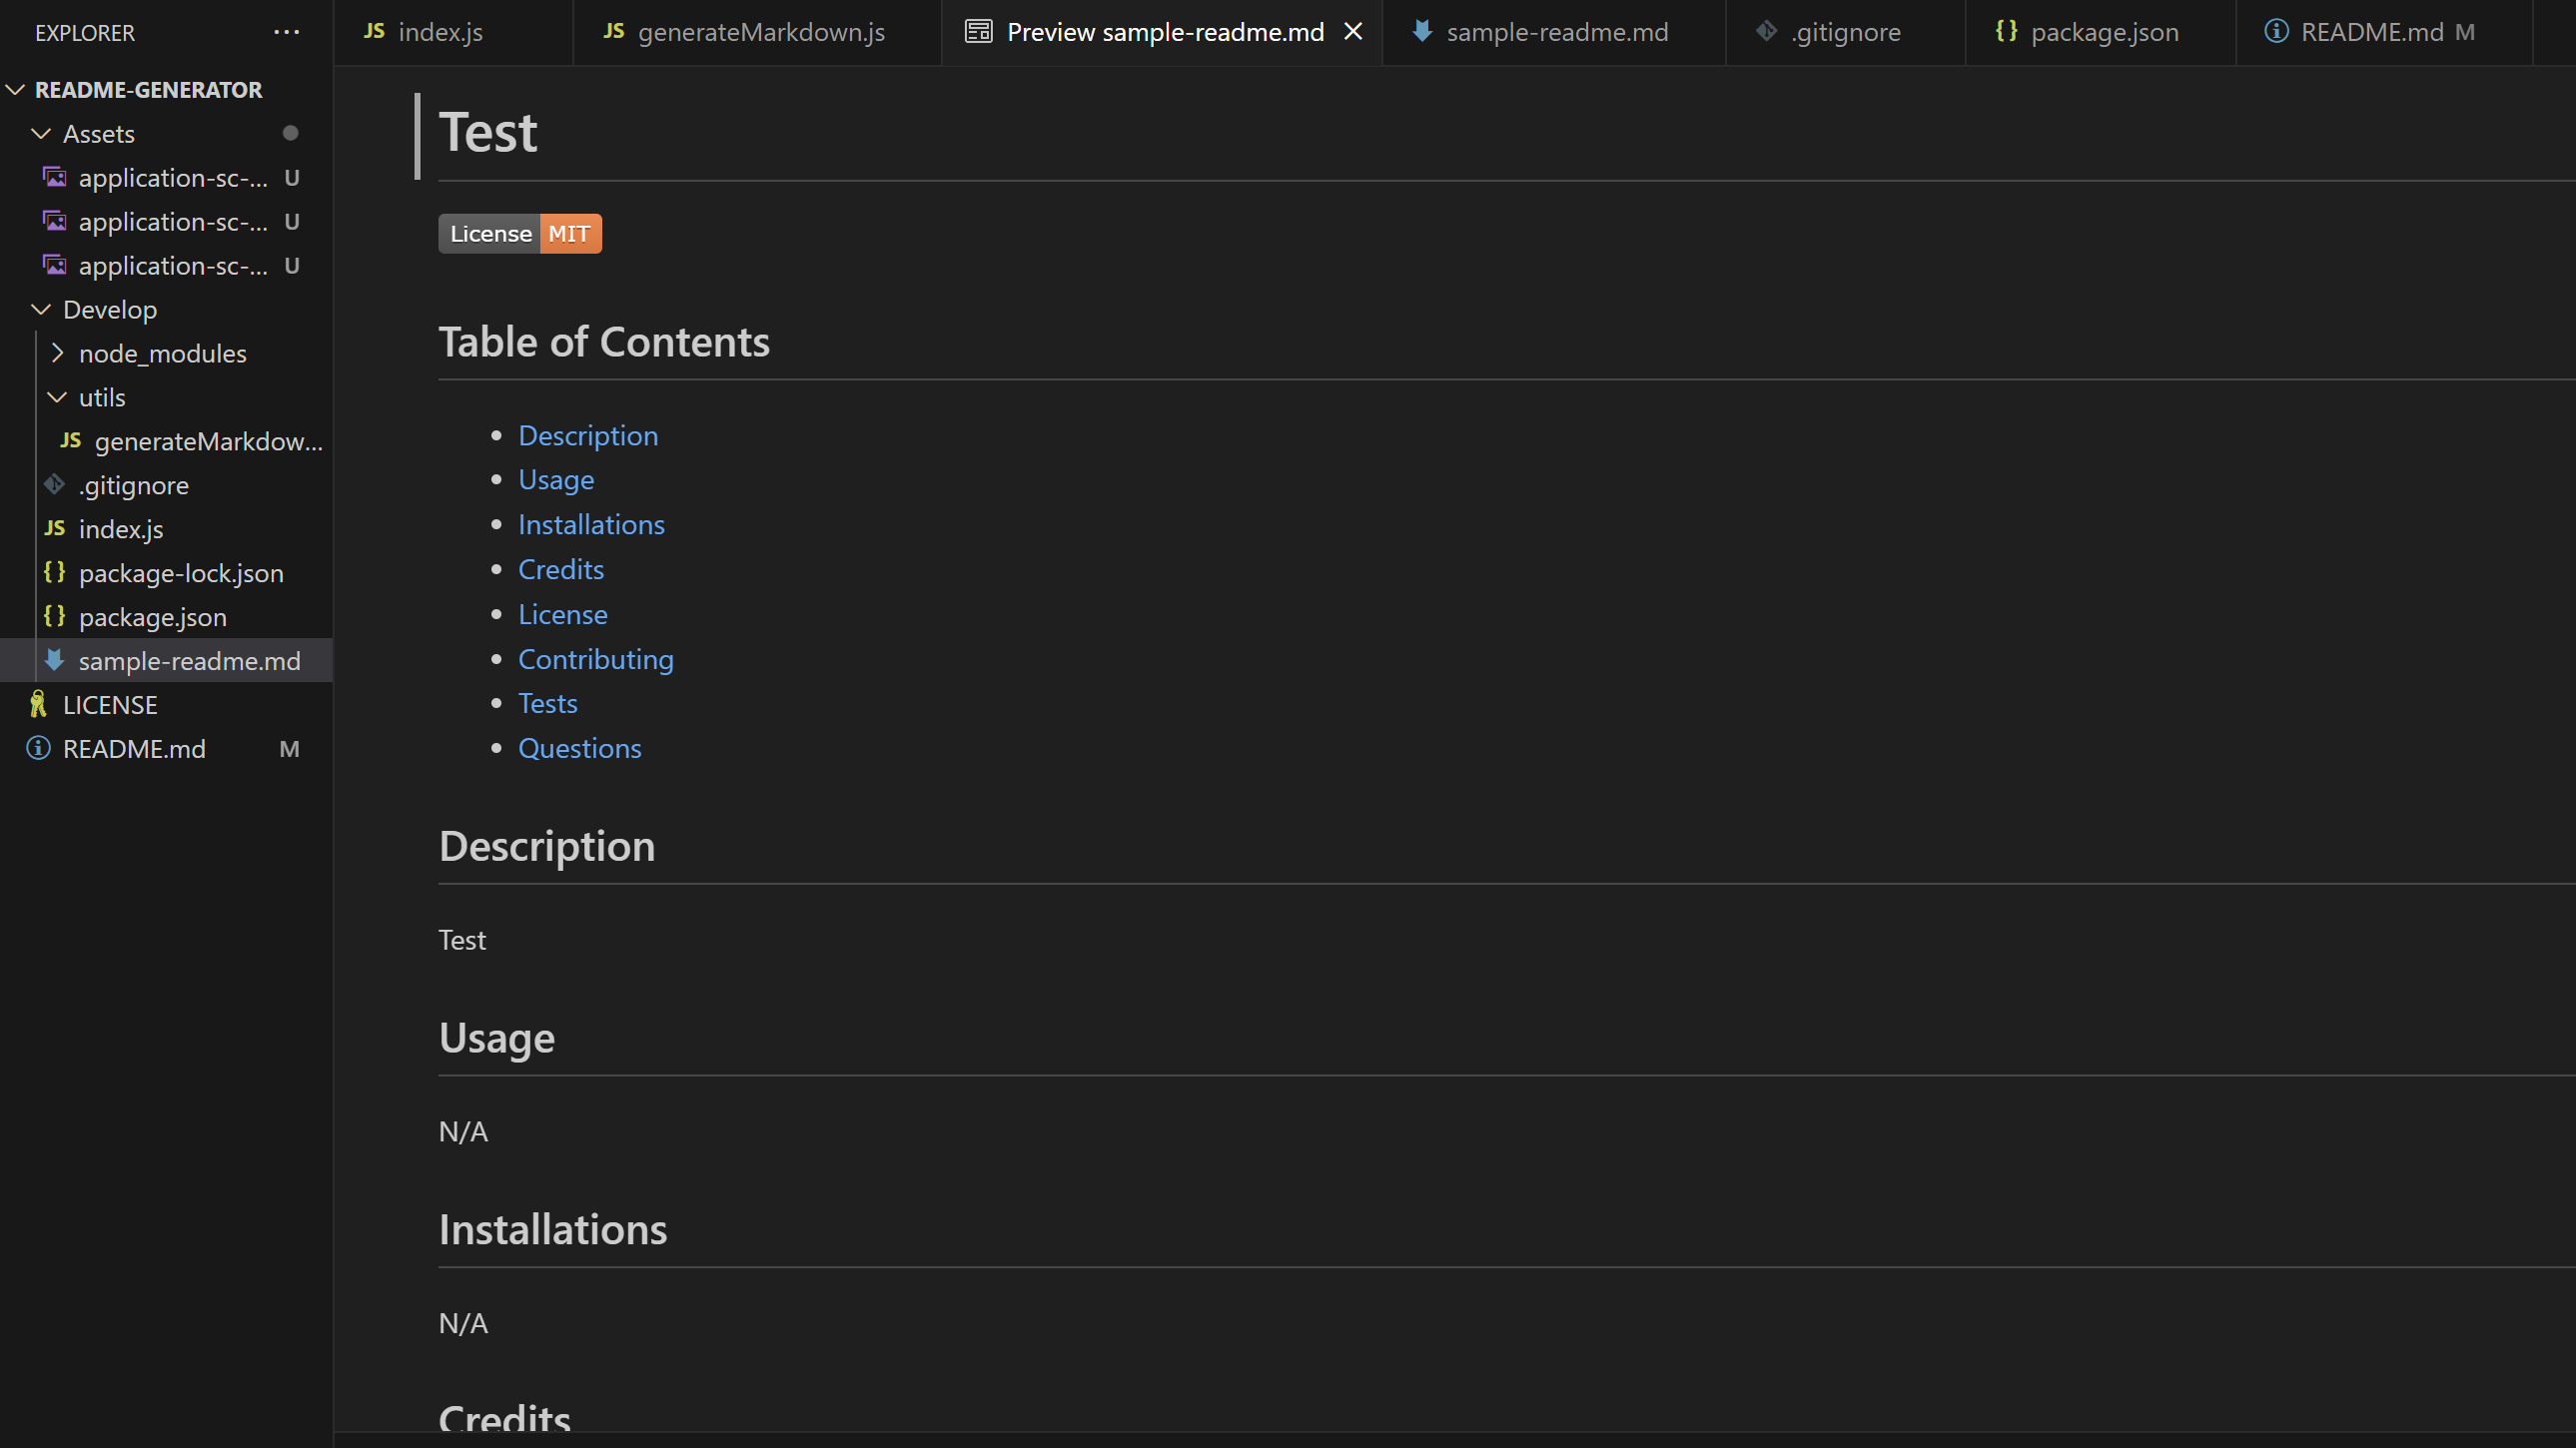 EXPLORER ···
README-GENERATOR
Assets
application-sc-... U
application-sc-... U
application-sc-... U
Develop
node_modules
utils
JS generateMarkdow...
.gitignore
JS index.js
{} package-lock.json
{} package.json
sample-readme.md
LICENSE
README.md M
JS index.js
JS generateMarkdown.js
Preview sample-readme.md
sample-readme.md
.gitignore
{} package.json
README.md M
Test
License MIT
Table of Contents
• Description
• Usage
• Installations
• Credits
• License
• Contributing
• Tests
• Questions
Description
Test
Usage
N/A
Installations
N/A
Credits